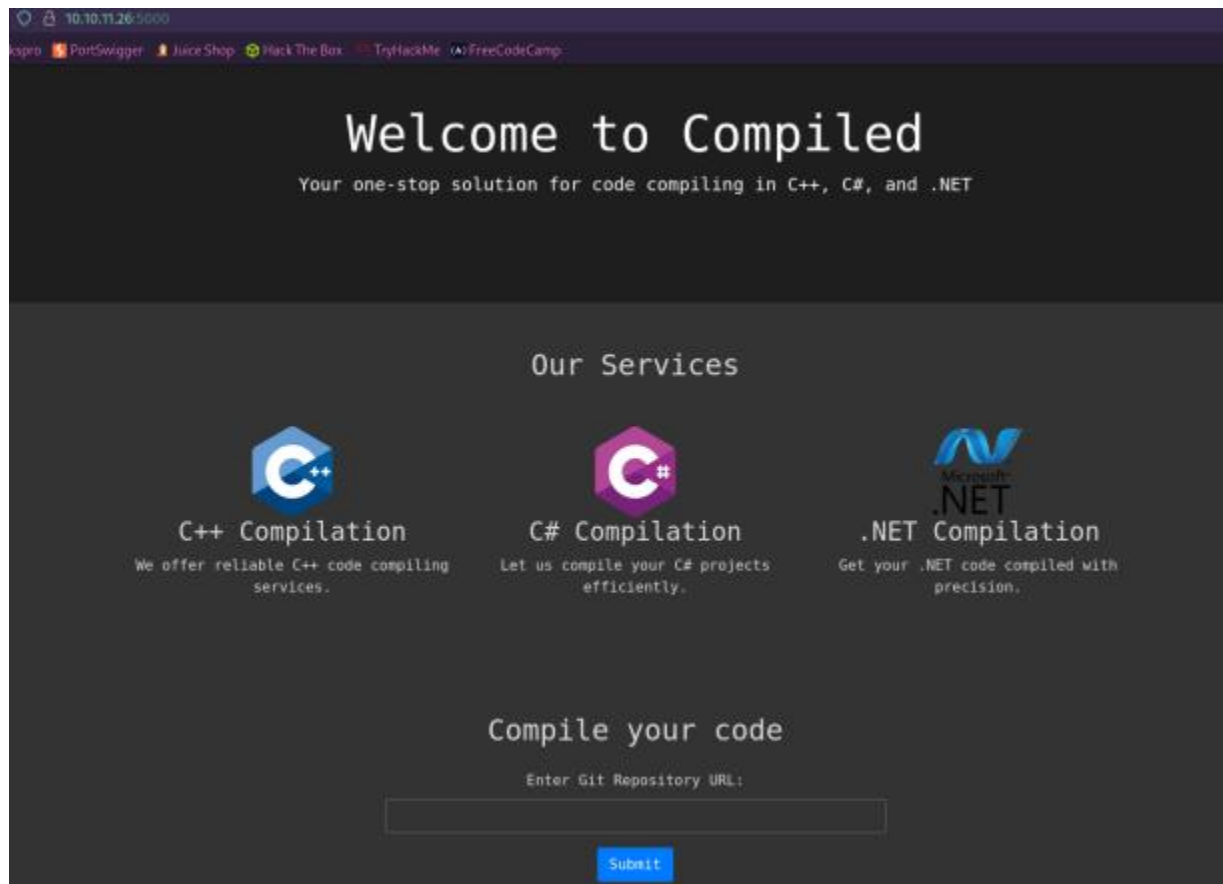 10.10.11.26:5000
kspro PortSwigger Juice Shop Hack The Box TryHackMe (A) FreeCodeCamp
Welcome to Compiled
Your one-stop solution for code compiling in C++, C#, and .NET
Our Services
C++
C#
Microsoft
.NET
C++ Compilation
C# Compilation
.NET Compilation
We offer reliable C++ code compiling
services.
Let us compile your C# projects
efficiently.
Get your .NET code compiled with
precision.
Compile your code
Enter Git Repository URL:
Submit